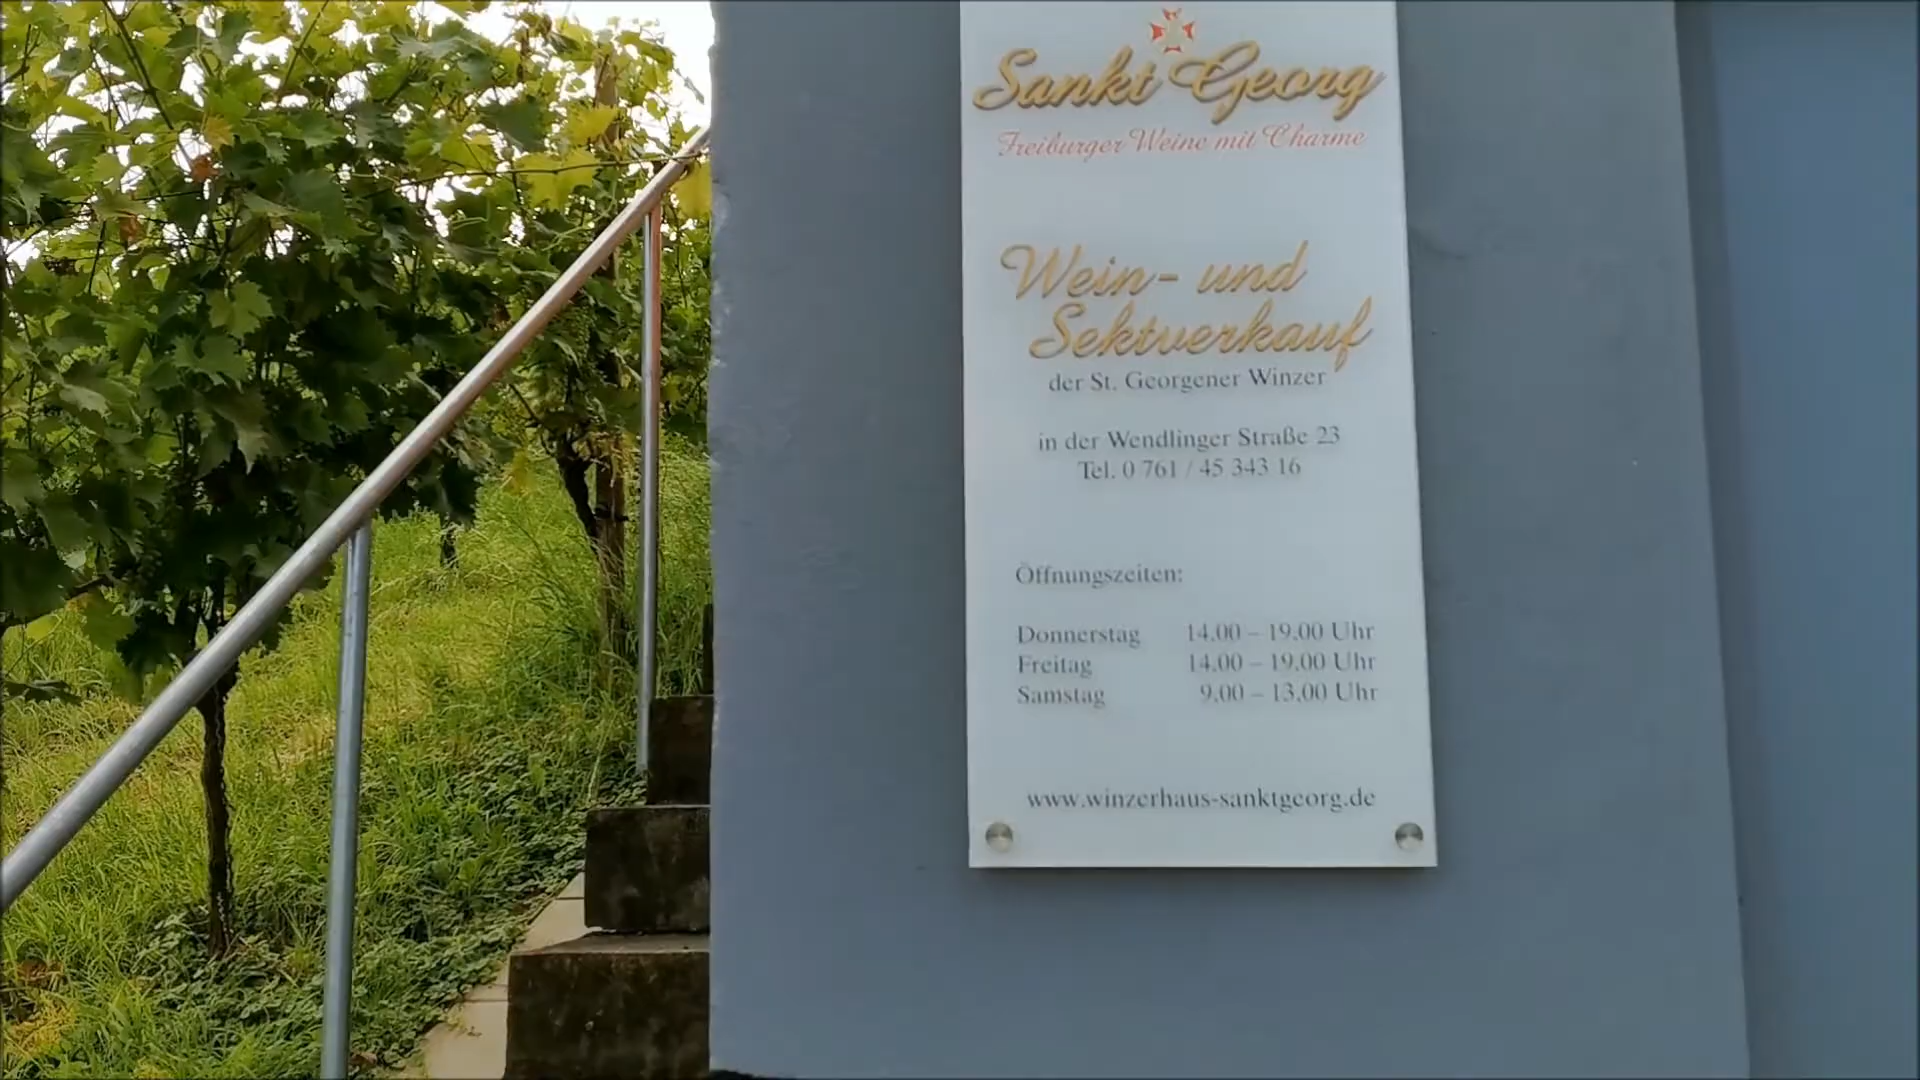 Sankt Georg
Freiburger Weine mit Charme
Wein- und
Sektverkauf
der St. Georgener Winzer
in der Wendlinger Straße 23
Tel. 0 761 / 45 343 16
Öffnungszeiten:
Donnerstag 14.00 – 19.00 Uhr
Freitag 14.00 – 19.00 Uhr
Samstag 9.00 – 13.00 Uhr
www.winzerhaus-sanktgeorg.de